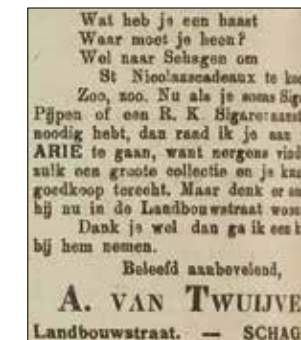 Wat heb je een haast
Waar moet je heen?
Wel naar Schagen om
St Nicolaascadeaux te
Zoo, zoo. Nu als je soms
Pijpen of een R. K.
noodig hebt, dan raad ik je aan
ARIE te gaan, want nergens
zulk een groote collectie en je
goedkoop terecht. Maar denk er
hij nu in de Landbouwstraat
Dank je wel dan ga ik een
bij hem nemen.
Beleefd aanbevelend,
A. VAN TWUIJVE
Landbouwstraat. — SCHAG